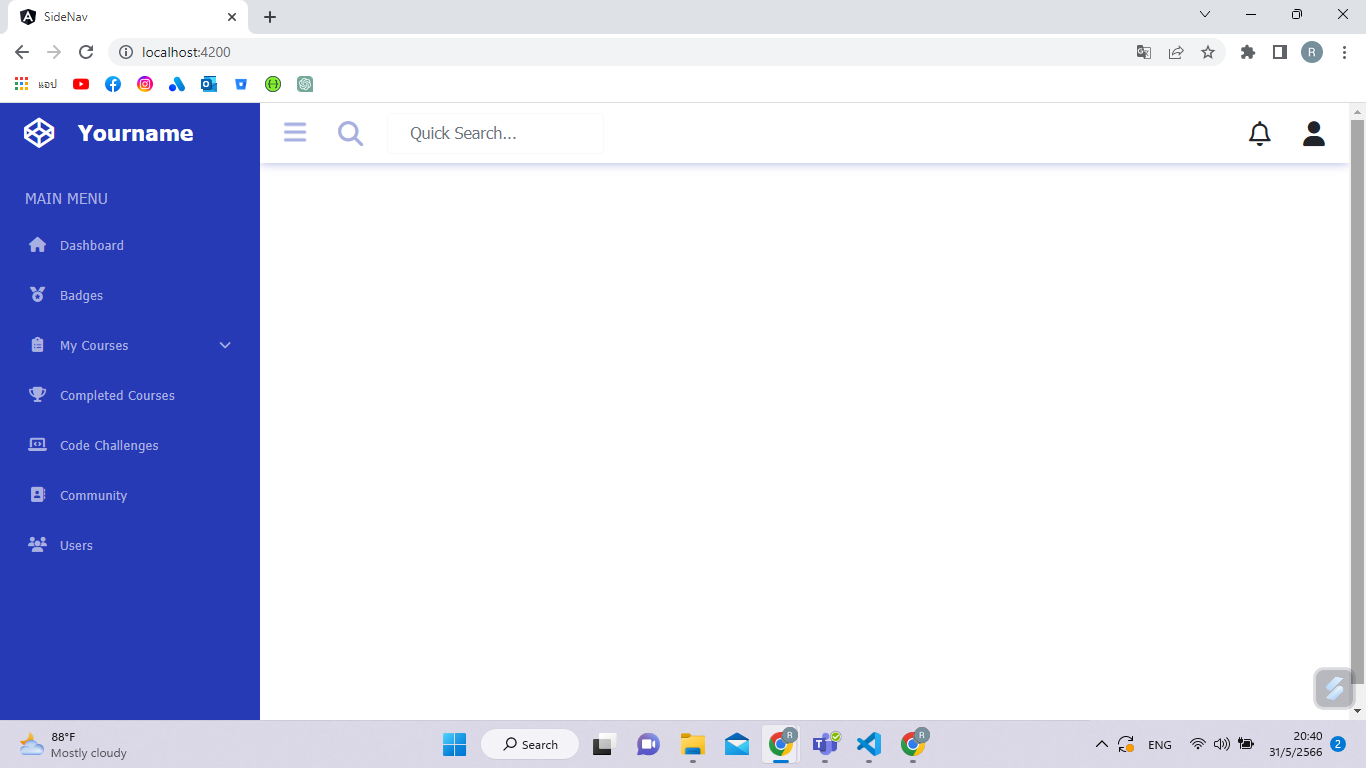 SideNav
localhost:4200
R
แอป
Yourname
Quick Search...
MAIN MENU
Dashboard
Badges
My Courses
Completed Courses
Code Challenges
Community
Users
88°F
Mostly cloudy
Search
R
R
ENG
20:40
31/5/2566
2